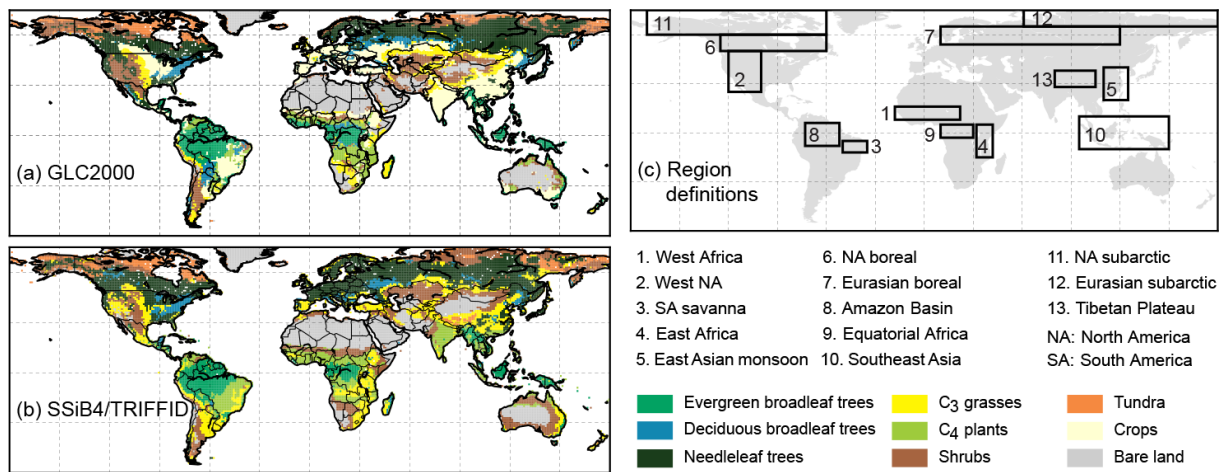 (a) GLC2000
(b) SSiB4/TRIFFID
11
12
6
7
2
13
5
1
8
9
10
3
4
(c) Region
definitions
1. West Africa
2. West NA
3. SA savanna
4. East Africa
5. East Asian monsoon
6. NA boreal
7. Eurasian boreal
8. Amazon Basin
9. Equatorial Africa
10. Southeast Asia
11. NA subarctic
12. Eurasian subarctic
13. Tibetan Plateau
NA: North America
SA: South America
Evergreen broadleaf trees
Deciduous broadleaf trees
Needleleaf trees
C3 grasses
C4 plants
Shrubs
Tundra
Crops
Bare land